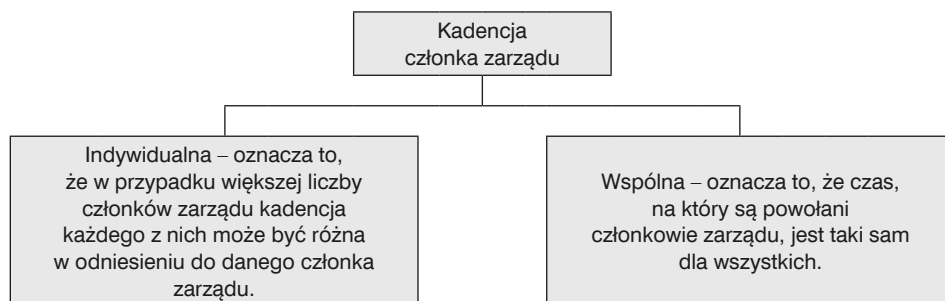 Kadencja
członka zarządu
Indywidualna – oznacza to,
że w przypadku większej liczby
członków zarządu kadencja
każdego z nich może być różna
w odniesieniu do danego członka
zarządu.
Wspólna – oznacza to, że czas,
na który są powołani
członkowie zarządu, jest taki sam
dla wszystkich.